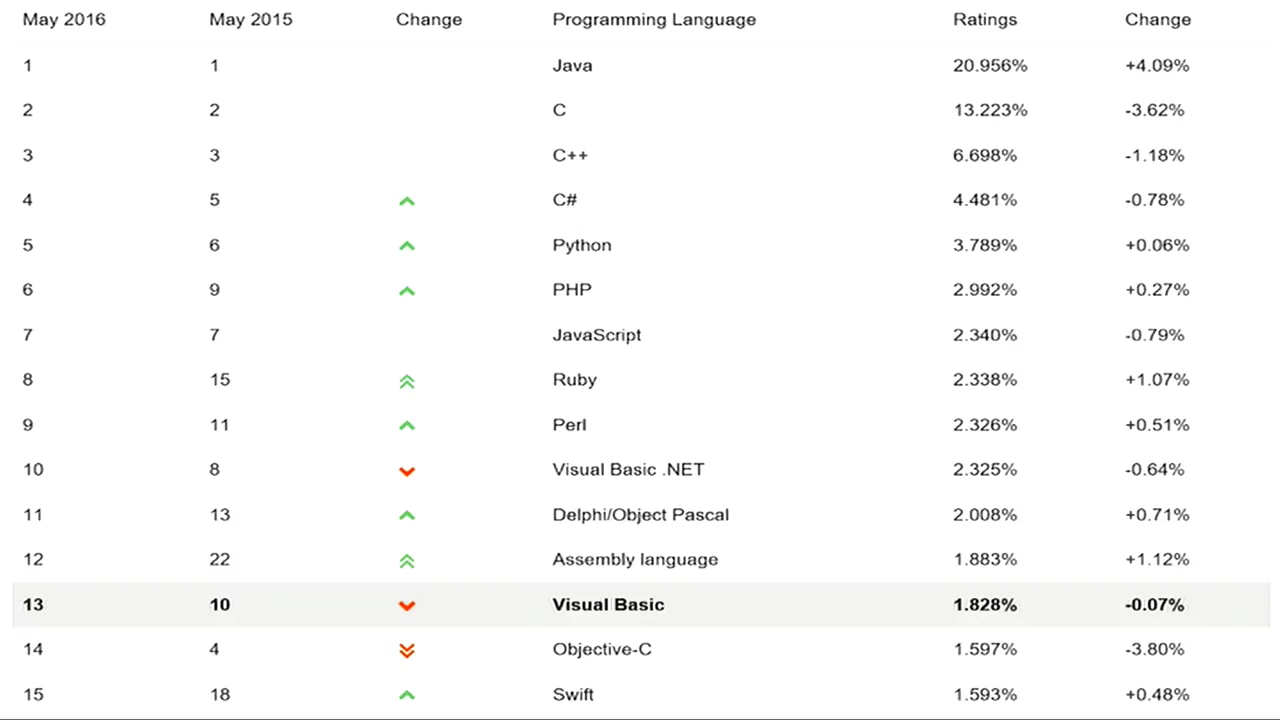 May 2016 May 2015 Change Programming Language Ratings Change
1 1 Java 20.956% +4.09%
2 2 C 13.223% -3.62%
3 3 C++ 6.698% -1.18%
4 5 C# 4.481% -0.78%
5 6 Python 3.789% +0.06%
6 9 PHP 2.992% +0.27%
7 7 JavaScript 2.340% -0.79%
8 15 Ruby 2.338% +1.07%
9 11 Perl 2.326% +0.51%
10 8 Visual Basic .NET 2.325% -0.64%
11 13 Delphi/Object Pascal 2.008% +0.71%
12 22 Assembly language 1.883% +1.12%
13 10 Visual Basic 1.828% -0.07%
14 4 Objective-C 1.597% -3.80%
15 18 Swift 1.593% +0.48%